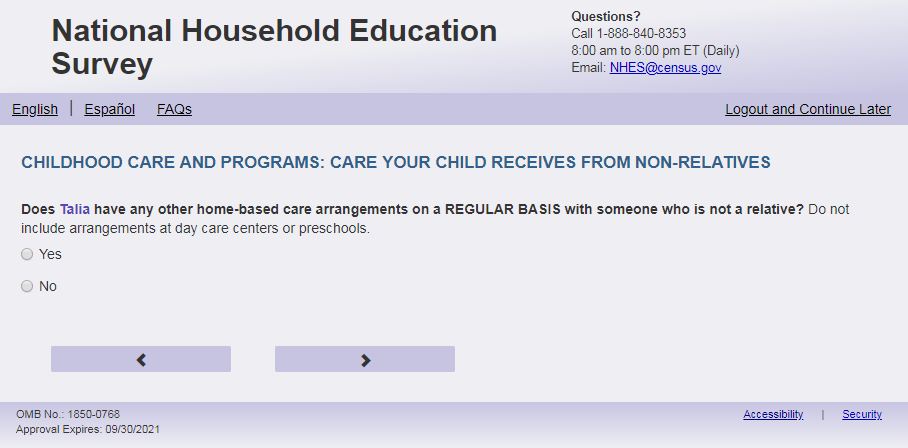 National Household Education
Survey
Questions?
Call 1-888-840-8353
8:00 am to 8:00 pm ET (Daily)
Email: NHES@census.gov
English | Español FAQs Logout and Continue Later
CHILDHOOD CARE AND PROGRAMS: CARE YOUR CHILD RECEIVES FROM NON-RELATIVES
Does Talia have any other home-based care arrangements on a REGULAR BASIS with someone who is not a relative? Do not
include arrangements at day care centers or preschools.
Yes
No
OMB No.: 1850-0768
Approval Expires: 09/30/2021
Accessibility | Security